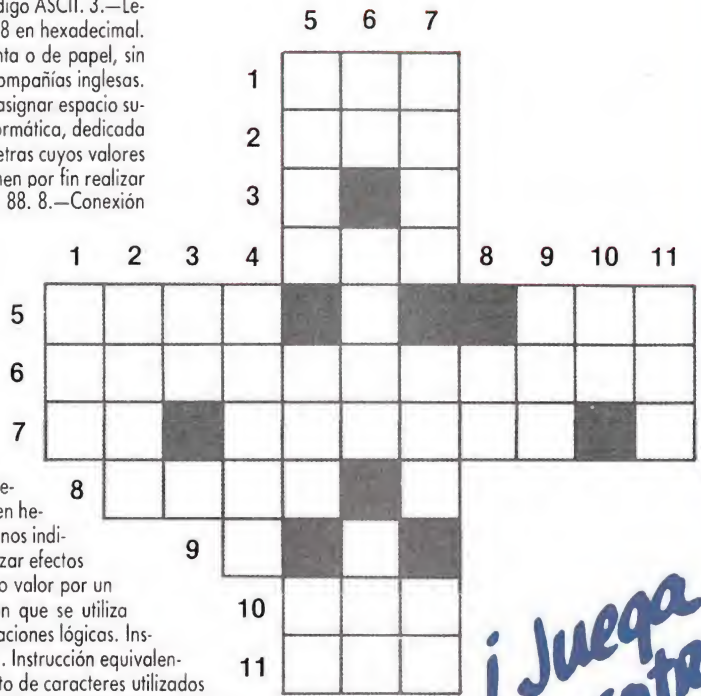 digo ASCII. 3.—Le-
8 en hexadecimal.
nta o de papel, sin
ompañías inglesas.
asignar espacio su-
ormática, dedicada
etras cuyos valores
nen por fin realizar
88. 8.—Conexión
5 6 7
1
2
3
1 2 3 4 8 9 10 11
5
6
7
8
9
10
11
e-
en he-
nos indi-
zar efectos
o valor por un
n que se utiliza
aciones lógicas. Ins-
. Instrucción equivalen-
to de caracteres utilizados
¡Juega